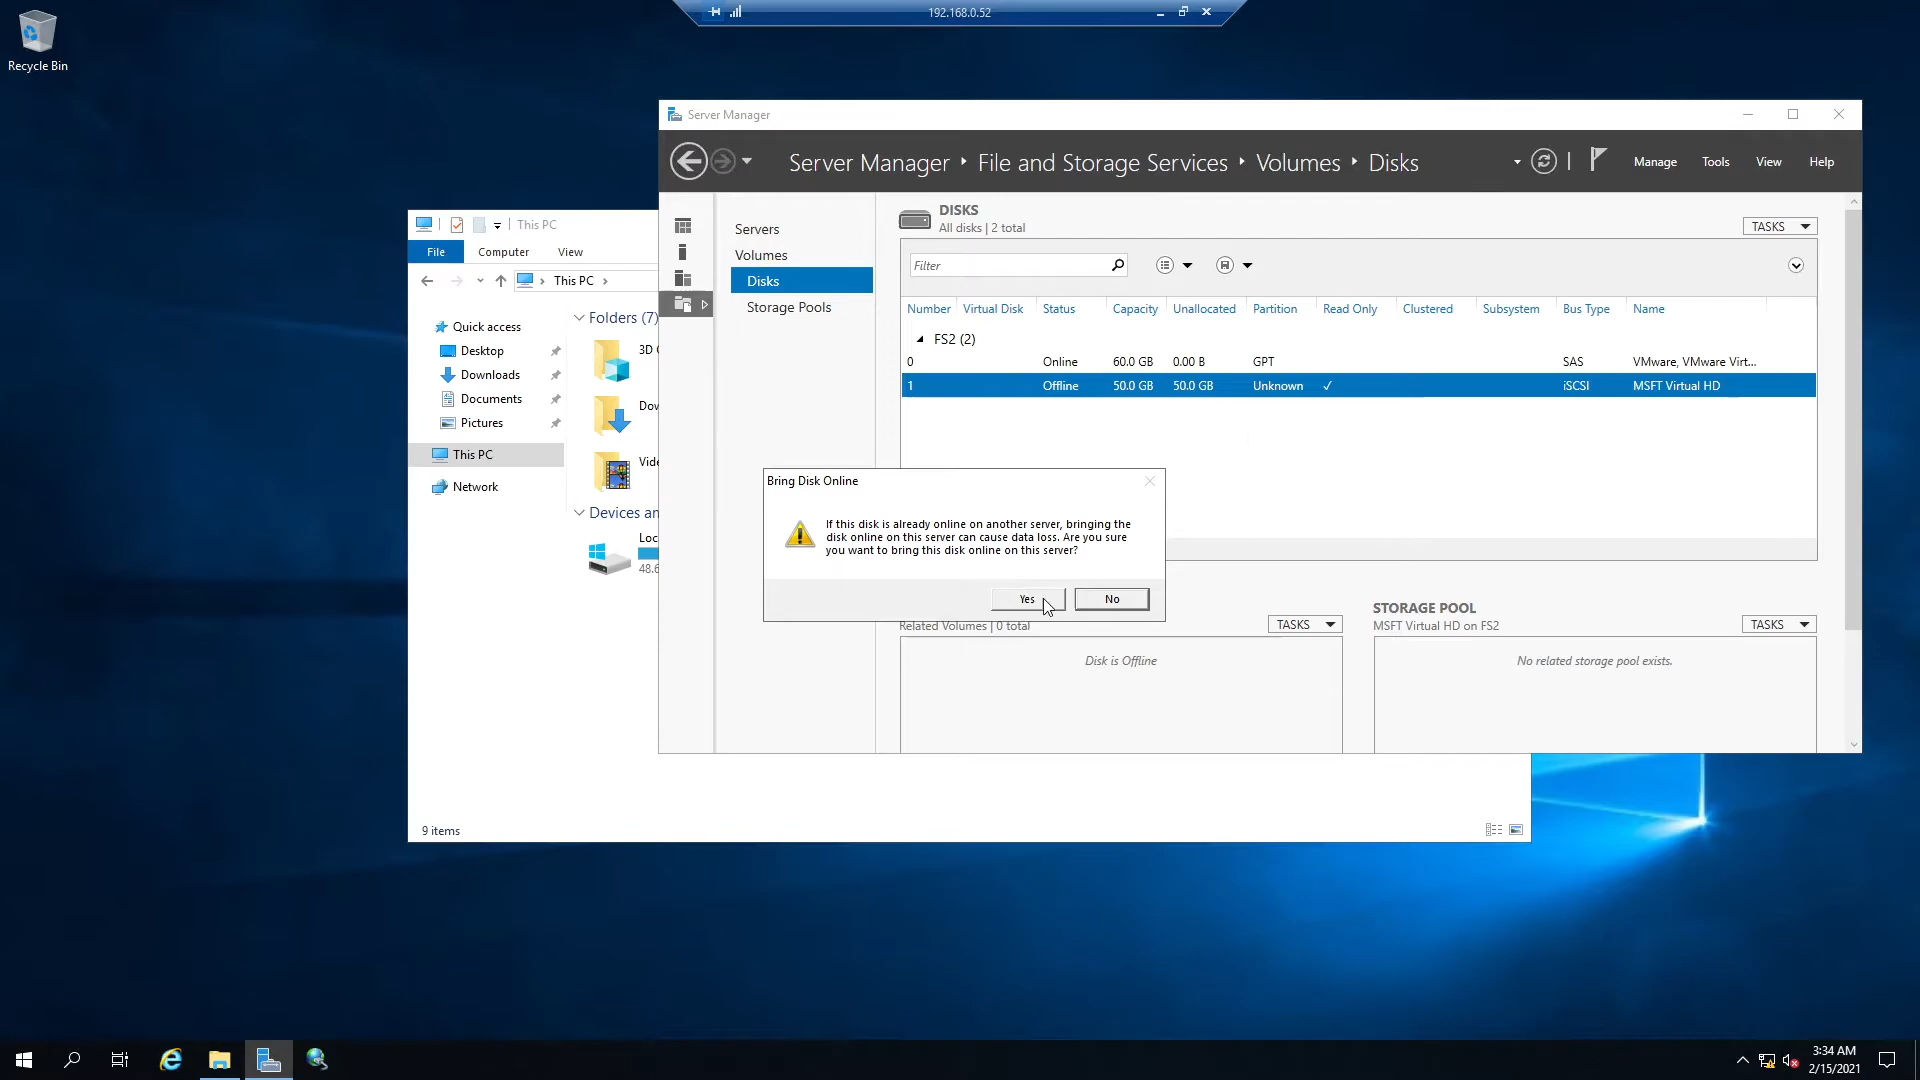 192.168.0.52
Recycle Bin
Server Manager
Server Manager
File and Storage Services
Volumes
Disks
Manage
Tools
View
Help
This PC
File
Computer
View
This PC
Quick access
Desktop
Downloads
Documents
Pictures
This PC
Network
Folders (7)
3D
Vide
48.6
9 items
Servers
Volumes
Disks
Storage Pools
DISKS
All disks | 2 total
TASKS
Filter
Number Virtual Disk Status Capacity Unallocated Partition Read Only Clustered Subsystem Bus Type Name
FS2 (2)
0 Online 60.0 GB 0.00 B GPT SAS VMware, VMware Virt...
1 Offline 50.0 GB 50.0 GB Unknown ✓ iSCSI MSFT Virtual HD
Bring Disk Online
If this disk is already online on another server, bringing the
disk online on this server can cause data loss. Are you sure
you want to bring this disk online on this server?
Yes
No
Related Volumes | 0 total
TASKS
Disk is Offline
STORAGE POOL
MSFT Virtual HD on FS2
TASKS
No related storage pool exists.
3:34 AM
2/15/2021